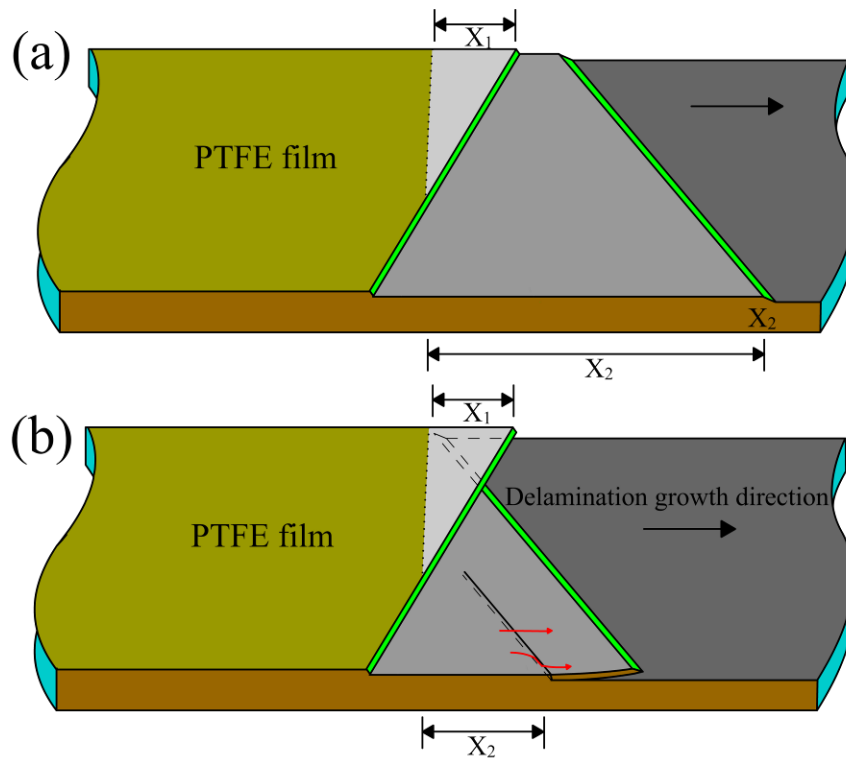 (a)
X₁
PTFE film
X₂
X₂
(b)
X₁
Delamination growth direction
PTFE film
X₂